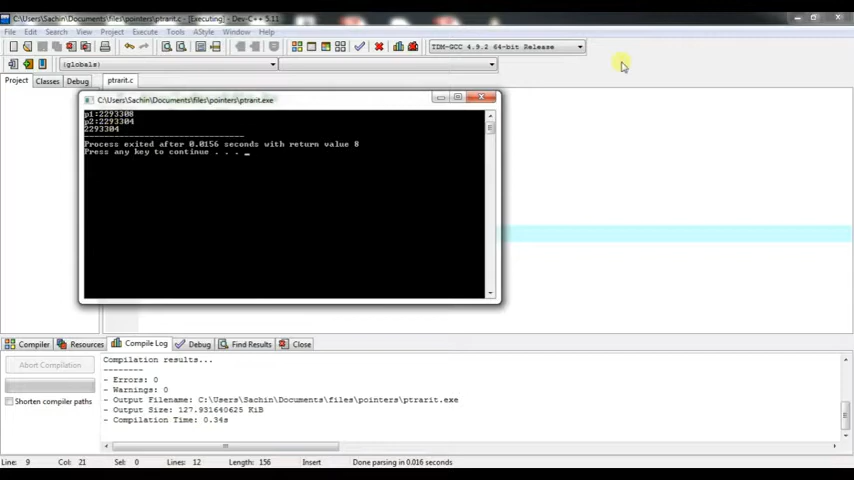 C:\Users\Sachin\Documents\files\pointers\ptrarit.c - [Executing] - Dev-C++ 5.11
File Edit Search View Project Execute Tools AStyle Window Help
TDM-GCC 4.9.2 64-bit Release
(globals)
Project Classes Debug ptrarit.c
C:\Users\Sachin\Documents\files\pointers\ptrarit.exe
p1:2293308
p2:2293304
2293304
--------------------------------
Process exited after 0.0156 seconds with return value 8
Press any key to continue . . . _
Compiler Resources Compile Log Debug Find Results Close
Abort Compilation
Shorten compiler paths
Compilation results...
--------
- Errors: 0
- Warnings: 0
- Output Filename: C:\Users\Sachin\Documents\files\pointers\ptrarit.exe
- Output Size: 127.931640625 KiB
- Compilation Time: 0.34s
Line: 9 Col: 21 Sel: 0 Lines: 12 Length: 156 Insert Done parsing in 0.016 seconds